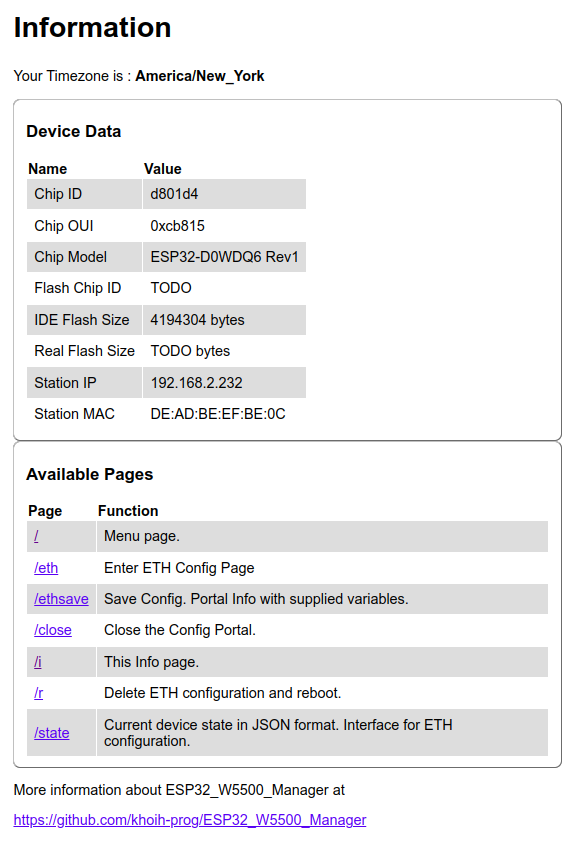 Information
Your Timezone is : America/New_York
Device Data
Name Value
Chip ID d801d4
Chip OUI 0xcb815
Chip Model ESP32-D0WDQ6 Rev1
Flash Chip ID TODO
IDE Flash Size 4194304 bytes
Real Flash Size TODO bytes
Station IP 192.168.2.232
Station MAC DE:AD:BE:EF:BE:0C
Available Pages
Page Function
/ Menu page.
/eth Enter ETH Config Page
/ethsave Save Config. Portal Info with supplied variables.
/close Close the Config Portal.
/i This Info page.
/r Delete ETH configuration and reboot.
/state Current device state in JSON format. Interface for ETH
configuration.
More information about ESP32_W5500_Manager at
https://github.com/khoih-prog/ESP32_W5500_Manager